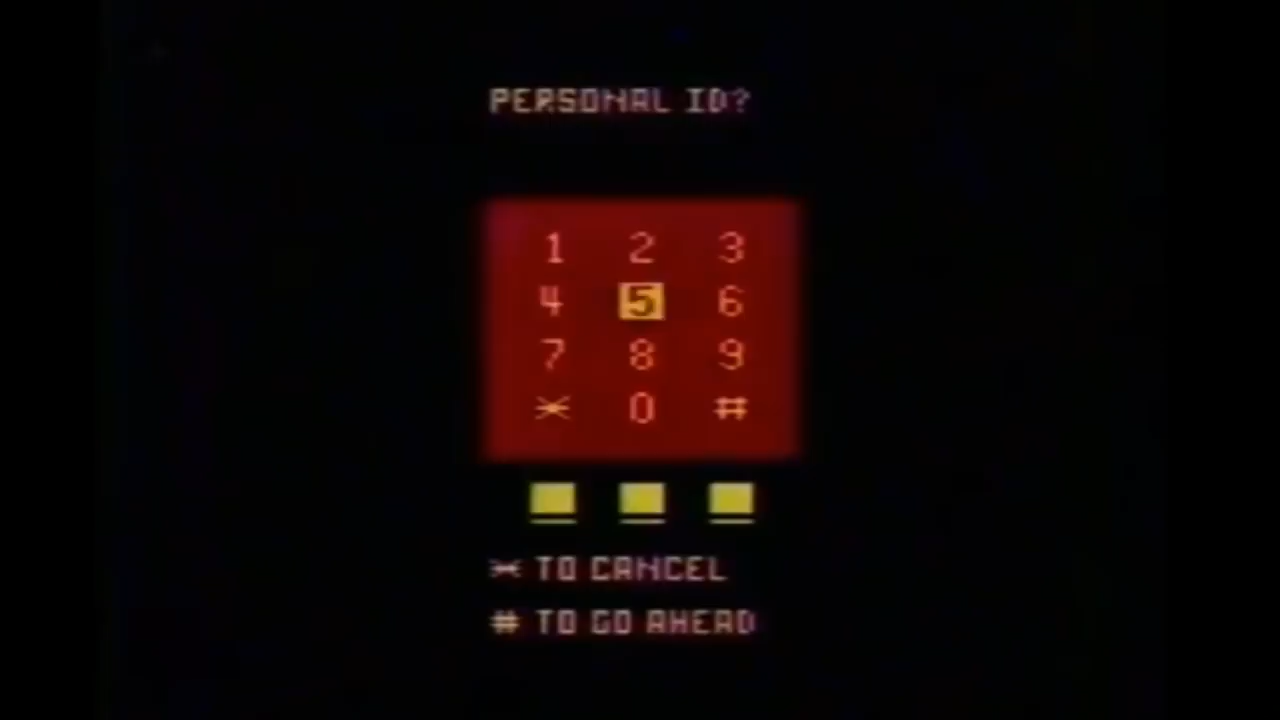 PERSONAL ID?
1 2 3
4 5 6
7 8 9
* 0 #
* TO CANCEL
# TO GO AHEAD